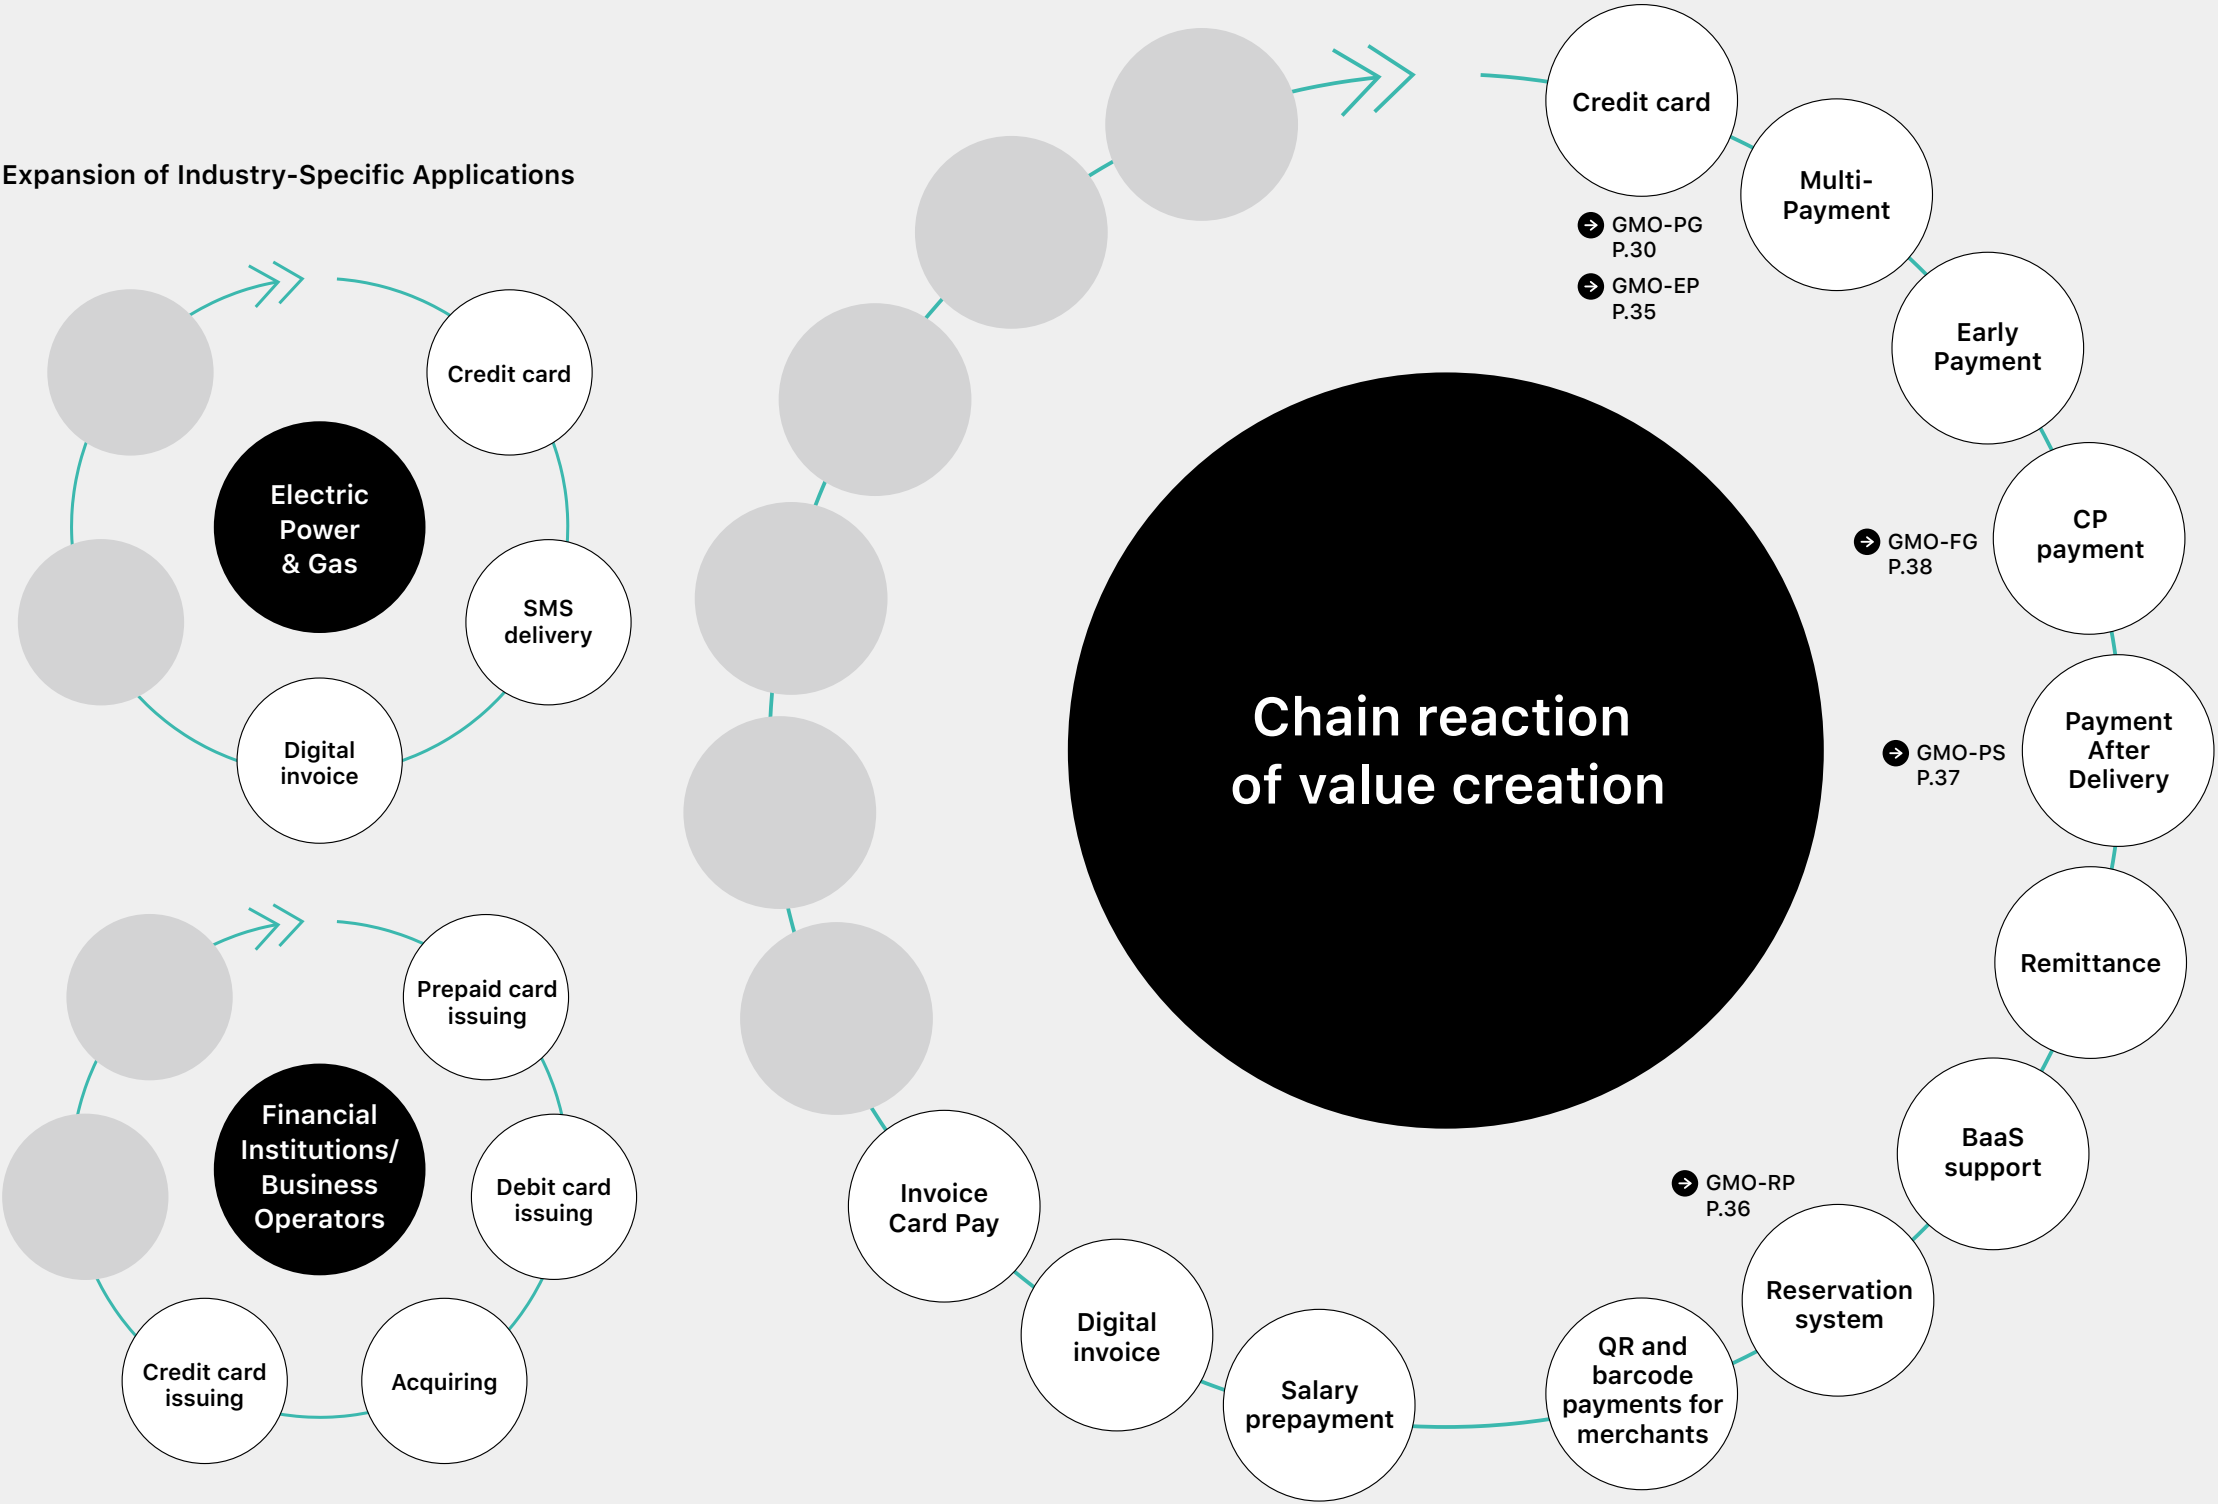 Expansion of Industry-Specific Applications
Credit card
Electric
Power
& Gas
SMS
delivery
Digital
invoice
Prepaid card
issuing
Financial
Institutions/
Business
Operators
Debit card
issuing
Acquiring
Credit card
issuing
Chain reaction
of value creation
Credit card
GMO-PG
P.30
GMO-EP
P.35
Multi-
Payment
Early
Payment
CP
payment
GMO-FG
P.38
Payment
After
Delivery
GMO-PS
P.37
Remittance
BaaS
support
GMO-RP
P.36
Reservation
system
QR and
barcode
payments for
merchants
Salary
prepayment
Digital
invoice
Invoice
Card Pay